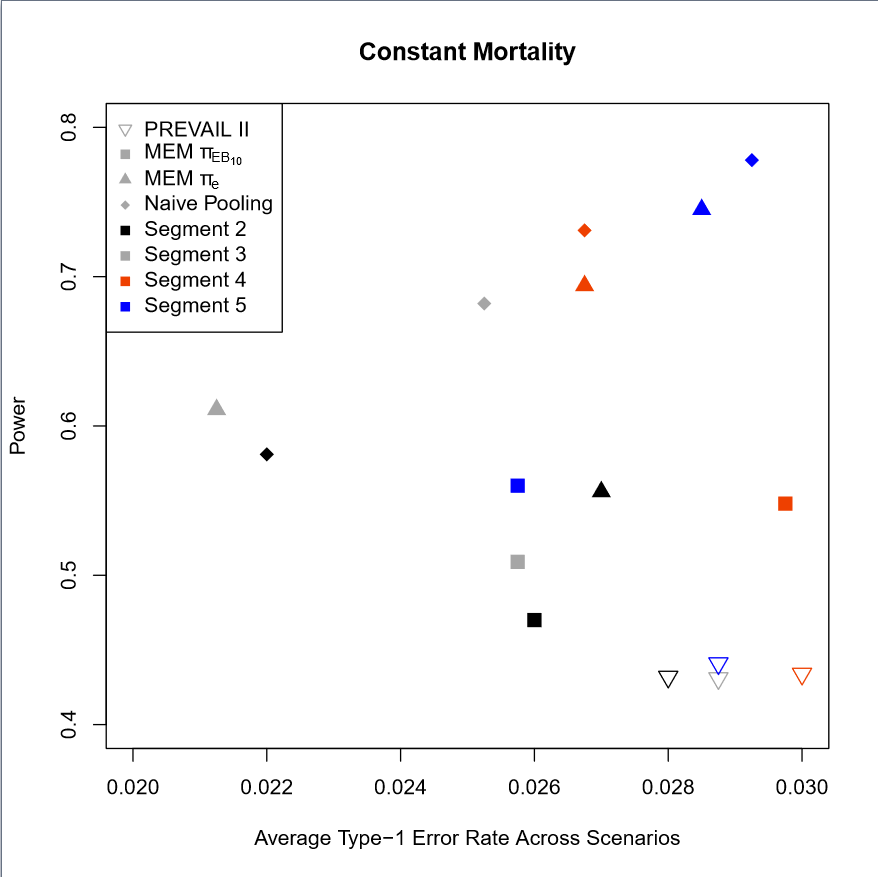 Constant Mortality
PREVAIL II
MEM πEB10
MEM πe
Naive Pooling
Segment 2
Segment 3
Segment 4
Segment 5
0.8
0.7
0.6
0.5
0.4
Power
0.020 0.022 0.024 0.026 0.028 0.030
Average Type−1 Error Rate Across Scenarios